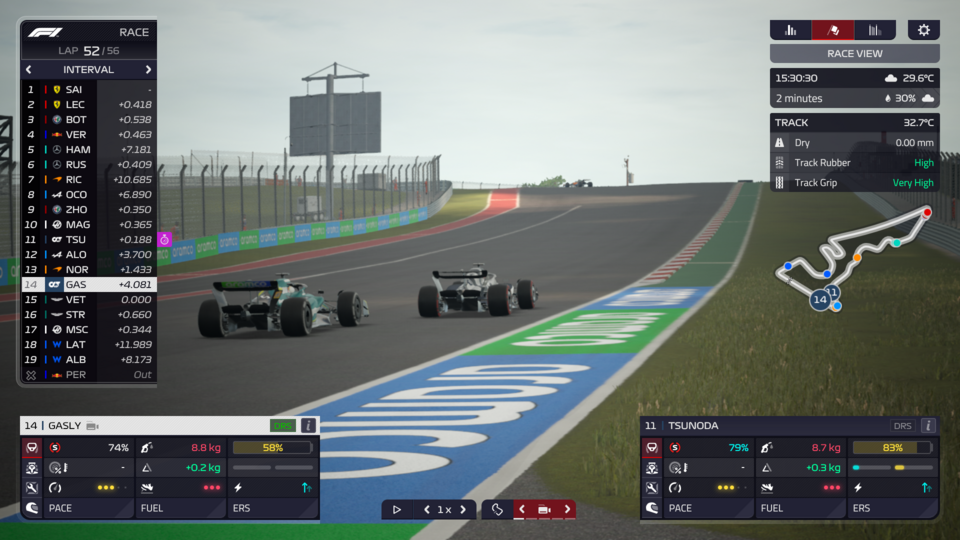 F1 RACE
LAP 52/56
INTERVAL
1 SAI -
2 LEC +0.418
3 BOT +0.538
4 VER +0.463
5 HAM +7.181
6 RUS +0.409
7 RIC +10.685
8 OCO +6.890
9 ZHO +0.350
10 MAG +0.365
11 TSU +0.188
12 ALO +3.700
13 NOR +1.433
14 GAS +4.081
15 VET 0.000
16 STR +0.660
17 MSC +0.344
18 LAT +11.989
19 ALB +8.173
PER Out
RACE VIEW
15:30:30 29.6°C
2 minutes 30%
TRACK 32.7°C
Dry 0.00 mm
Track Rubber High
Track Grip Very High
11
14
aramco aramco aramco
14 GASLY DRS i
S 74% 8.8 kg 58%
- +0.2 kg
PACE FUEL ERS
11 TSUNODA DRS i
S 79% 8.7 kg 83%
- +0.3 kg
PACE FUEL ERS
1x